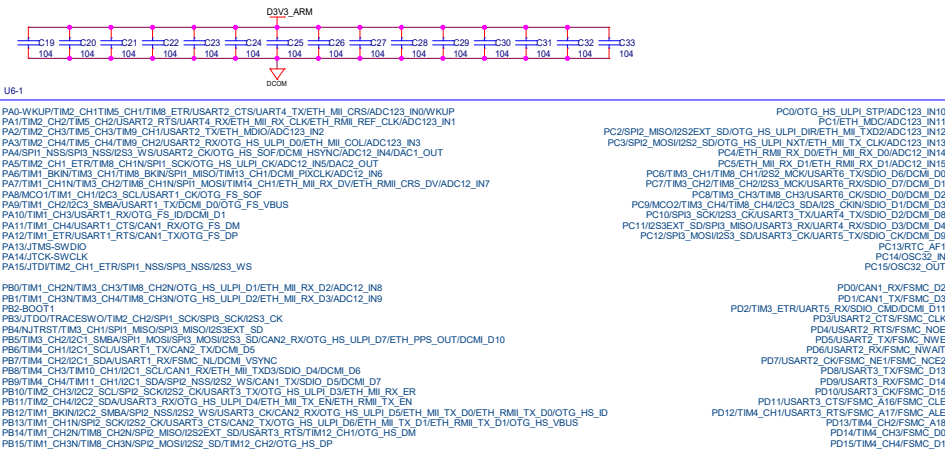 D3V3_ARM
C19 C20 C21 C22 C23 C24 C25 C26 C27 C28 C29 C30 C31 C32 C33
104 104 104 104 104 104 104 104 104 104 104 104 104 104 104
DCOM
U6-1
PA0-WKUP/TIM2_CH1TIM5_CH1/TIM8_ETR/USART2_CTS/UART4_TX/ETH_MII_CRS/ADC123_IN0/WKUP
PA1/TIM2_CH2/TIM5_CH2/USART2_RTS/UART4_RX/ETH_MII_RX_CLK/ETH_RMII_REF_CLK/ADC123_IN1
PA2/TIM2_CH3/TIM5_CH3/TIM9_CH1/USART2_TX/ETH_MDIO/ADC123_IN2
PA3/TIM2_CH4/TIM5_CH4/TIM9_CH2/USART2_RX/OTG_HS_ULPI_D0/ETH_MII_COL/ADC123_IN3
PA4/SPI1_NSS/SPI3_NSS/I2S3_WS/USART2_CK/OTG_HS_SOF/DCMI_HSYNC/ADC12_IN4/DAC1_OUT
PA5/TIM2_CH1_ETR/TIM8_CH1N/SPI1_SCK/OTG_HS_ULPI_CK/ADC12_IN5/DAC2_OUT
PA6/TIM1_BKIN/TIM3_CH1/TIM8_BKIN/SPI1_MISO/TIM13_CH1/DCMI_PIXCLK/ADC12_IN6
PA7/TIM1_CH1N/TIM3_CH2/TIM8_CH1N/SPI1_MOSI/TIM14_CH1/ETH_MII_RX_DV/ETH_RMII_CRS_DV/ADC12_IN7
PA8/MCO1/TIM1_CH1/I2C3_SCL/USART1_CK/OTG_FS_SOF
PA9/TIM1_CH2/I2C3_SMBA/USART1_TX/DCMI_D0/OTG_FS_VBUS
PA10/TIM1_CH3/USART1_RX/OTG_FS_ID/DCMI_D1
PA11/TIM1_CH4/USART1_CTS/CAN1_RX/OTG_FS_DM
PA12/TIM1_ETR/USART1_RTS/CAN1_TX/OTG_FS_DP
PA13/JTMS-SWDIO
PA14/JTCK-SWCLK
PA15/JTDI/TIM2_CH1_ETR/SPI1_NSS/SPI3_NSS/I2S3_WS
PB0/TIM1_CH2N/TIM3_CH3/TIM8_CH2N/OTG_HS_ULPI_D1/ETH_MII_RX_D2/ADC12_IN8
PB1/TIM1_CH3N/TIM3_CH4/TIM8_CH3N/OTG_HS_ULPI_D2/ETH_MII_RX_D3/ADC12_IN9
PB2-BOOT1
PB3/JTDO/TRACESWO/TIM2_CH2/SPI1_SCK/SPI3_SCK/I2S3_CK
PB4/NJTRST/TIM3_CH1/SPI1_MISO/SPI3_MISO/I2S3EXT_SD
PB5/TIM3_CH2/I2C1_SMBA/SPI1_MOSI/SPI3_MOSI/I2S3_SD/CAN2_RX/OTG_HS_ULPI_D7/ETH_PPS_OUT/DCMI_D10
PB6/TIM4_CH1/I2C1_SCL/USART1_TX/CAN2_TX/DCMI_D5
PB7/TIM4_CH2/I2C1_SDA/USART1_RX/FSMC_NL/DCMI_VSYNC
PB8/TIM4_CH3/TIM10_CH1/I2C1_SCL/CAN1_RX/ETH_MII_TXD3/SDIO_D4/DCMI_D6
PB9/TIM4_CH4/TIM11_CH1/I2C1_SDA/SPI2_NSS/I2S2_WS/CAN1_TX/SDIO_D5/DCMI_D7
PB10/TIM2_CH3/I2C2_SCL/SPI2_SCK/I2S2_CK/USART3_TX/OTG_HS_ULPI_D3/ETH_MII_RX_ER
PB11/TIM2_CH4/I2C2_SDA/USART3_RX/OTG_HS_ULPI_D4/ETH_MII_TX_EN/ETH_RMII_TX_EN
PB12/TIM1_BKIN/I2C2_SMBA/SPI2_NSS/I2S2_WS/USART3_CK/CAN2_RX/OTG_HS_ULPI_D5/ETH_MII_TX_D0/ETH_RMII_TX_D0/OTG_HS_ID
PB13/TIM1_CH1N/SPI2_SCK/I2S2_CK/USART3_CTS/CAN2_TX/OTG_HS_ULPI_D6/ETH_MII_TX_D1/ETH_RMII_TX_D1/OTG_HS_VBUS
PB14/TIM1_CH2N/TIM8_CH2N/SPI2_MISO/I2S2EXT_SD/USART3_RTS/TIM12_CH1/OTG_HS_DM
PB15/TIM1_CH3N/TIM8_CH3N/SPI2_MOSI/I2S2_SD/TIM12_CH2/OTG_HS_DP
PC0/OTG_HS_ULPI_STP/ADC123_IN10
PC1/ETH_MDC/ADC123_IN11
PC2/SPI2_MISO/I2S2EXT_SD/OTG_HS_ULPI_DIR/ETH_MII_TXD2/ADC123_IN12
PC3/SPI2_MOSI/I2S2_SD/OTG_HS_ULPI_NXT/ETH_MII_TX_CLK/ADC123_IN13
PC4/ETH_RMII_RX_D0/ETH_MII_RX_D0/ADC12_IN14
PC5/ETH_MII_RX_D1/ETH_RMII_RX_D1/ADC12_IN15
PC6/TIM3_CH1/TIM8_CH1/I2S2_MCK/USART6_TX/SDIO_D6/DCMI_D0
PC7/TIM3_CH2/TIM8_CH2/I2S3_MCK/USART6_RX/SDIO_D7/DCMI_D1
PC8/TIM3_CH3/TIM8_CH3/USART6_CK/SDIO_D0/DCMI_D2
PC9/MCO2/TIM3_CH4/TIM8_CH4/I2C3_SDA/I2S_CKIN/SDIO_D1/DCMI_D3
PC10/SPI3_SCK/I2S3_CK/USART3_TX/UART4_TX/SDIO_D2/DCMI_D8
PC11/I2S3EXT_SD/SPI3_MISO/USART3_RX/UART4_RX/SDIO_D3/DCMI_D4
PC12/SPI3_MOSI/I2S3_SD/USART3_CK/UART5_TX/SDIO_CK/DCMI_D9
PC13/RTC_AF1
PC14/OSC32_IN
PC15/OSC32_OUT
PD0/CAN1_RX/FSMC_D2
PD1/CAN1_TX/FSMC_D3
PD2/TIM3_ETR/UART5_RX/SDIO_CMD/DCMI_D11
PD3/USART2_CTS/FSMC_CLK
PD4/USART2_RTS/FSMC_NOE
PD5/USART2_TX/FSMC_NWE
PD6/USART2_RX/FSMC_NWAIT
PD7/USART2_CK/FSMC_NE1/FSMC_NCE2
PD8/USART3_TX/FSMC_D13
PD9/USART3_RX/FSMC_D14
PD10/USART3_CK/FSMC_D15
PD11/USART3_CTS/FSMC_A16/FSMC_CLE
PD12/TIM4_CH1/USART3_RTS/FSMC_A17/FSMC_ALE
PD13/TIM4_CH2/FSMC_A18
PD14/TIM4_CH3/FSMC_D0
PD15/TIM4_CH4/FSMC_D1